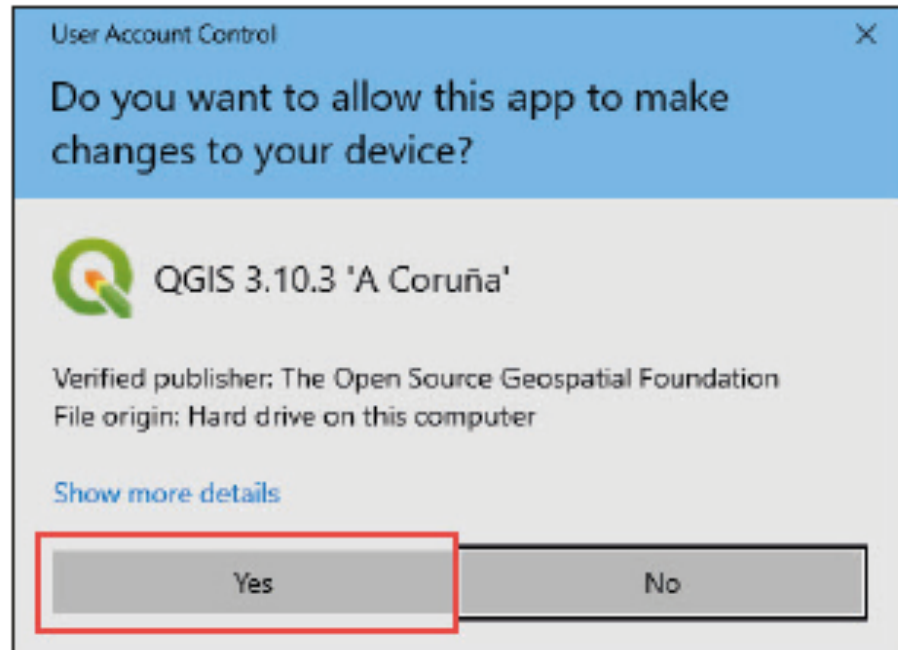 User Account Control
Do you want to allow this app to make
changes to your device?
QGIS 3.10.3 'A Coruña'
Verified publisher: The Open Source Geospatial Foundation
File origin: Hard drive on this computer
Show more details
Yes
No